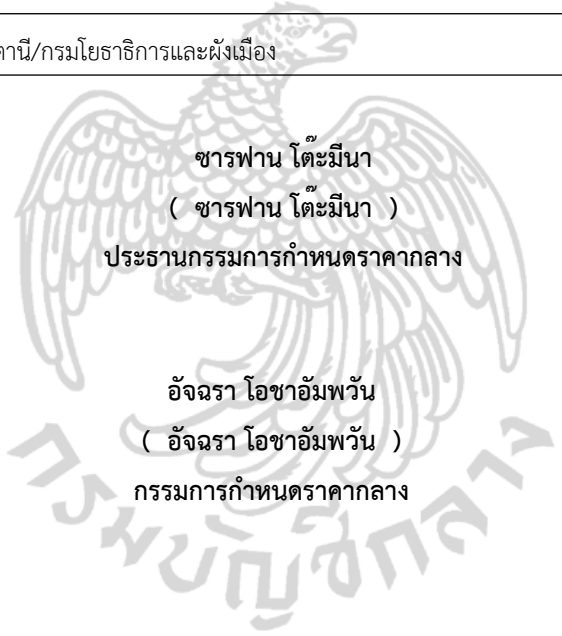 ตานี/กรมโยธาธิการและผังเมือง
ซารฟาน โต๊ะมีนา
( ซารฟาน โต๊ะมีนา )
ประธานกรรมการกำหนดราคากลาง
อัจฉรา โอชาอัมพวัน
( อัจฉรา โอชาอัมพวัน )
กรรมการกำหนดราคากลาง
กรมบัญชีกลาง